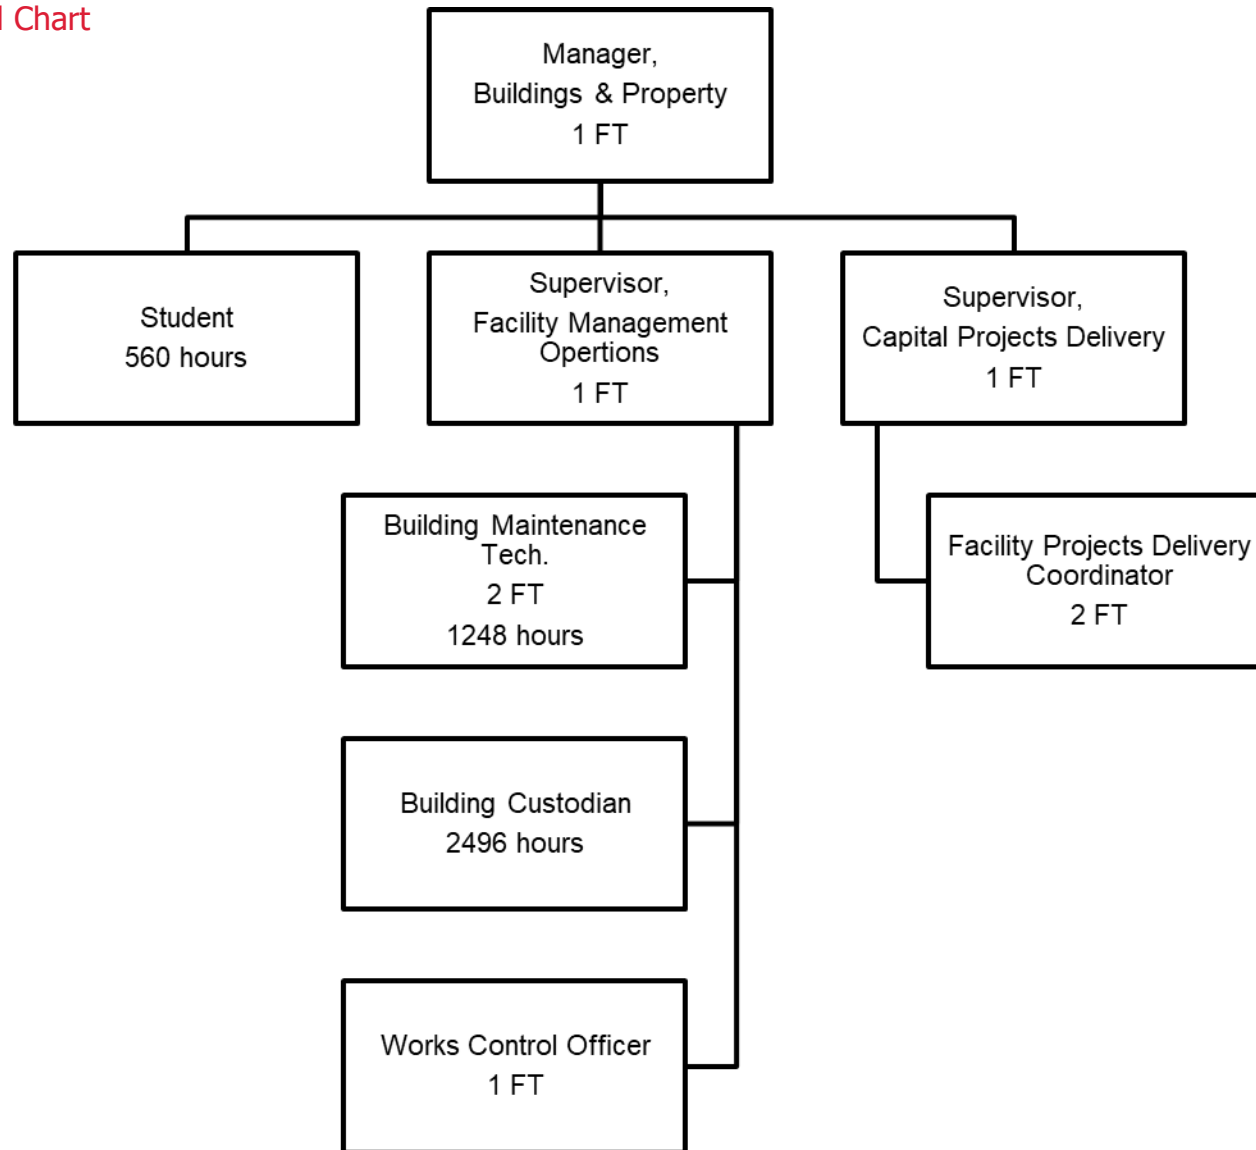 Chart
Manager,
Buildings & Property
1 FT
Student
560 hours
Supervisor,
Facility Management
Opertions
1 FT
Supervisor,
Capital Projects Delivery
1 FT
Building Maintenance
Tech.
2 FT
1248 hours
Facility Projects Delivery
Coordinator
2 FT
Building Custodian
2496 hours
Works Control Officer
1 FT